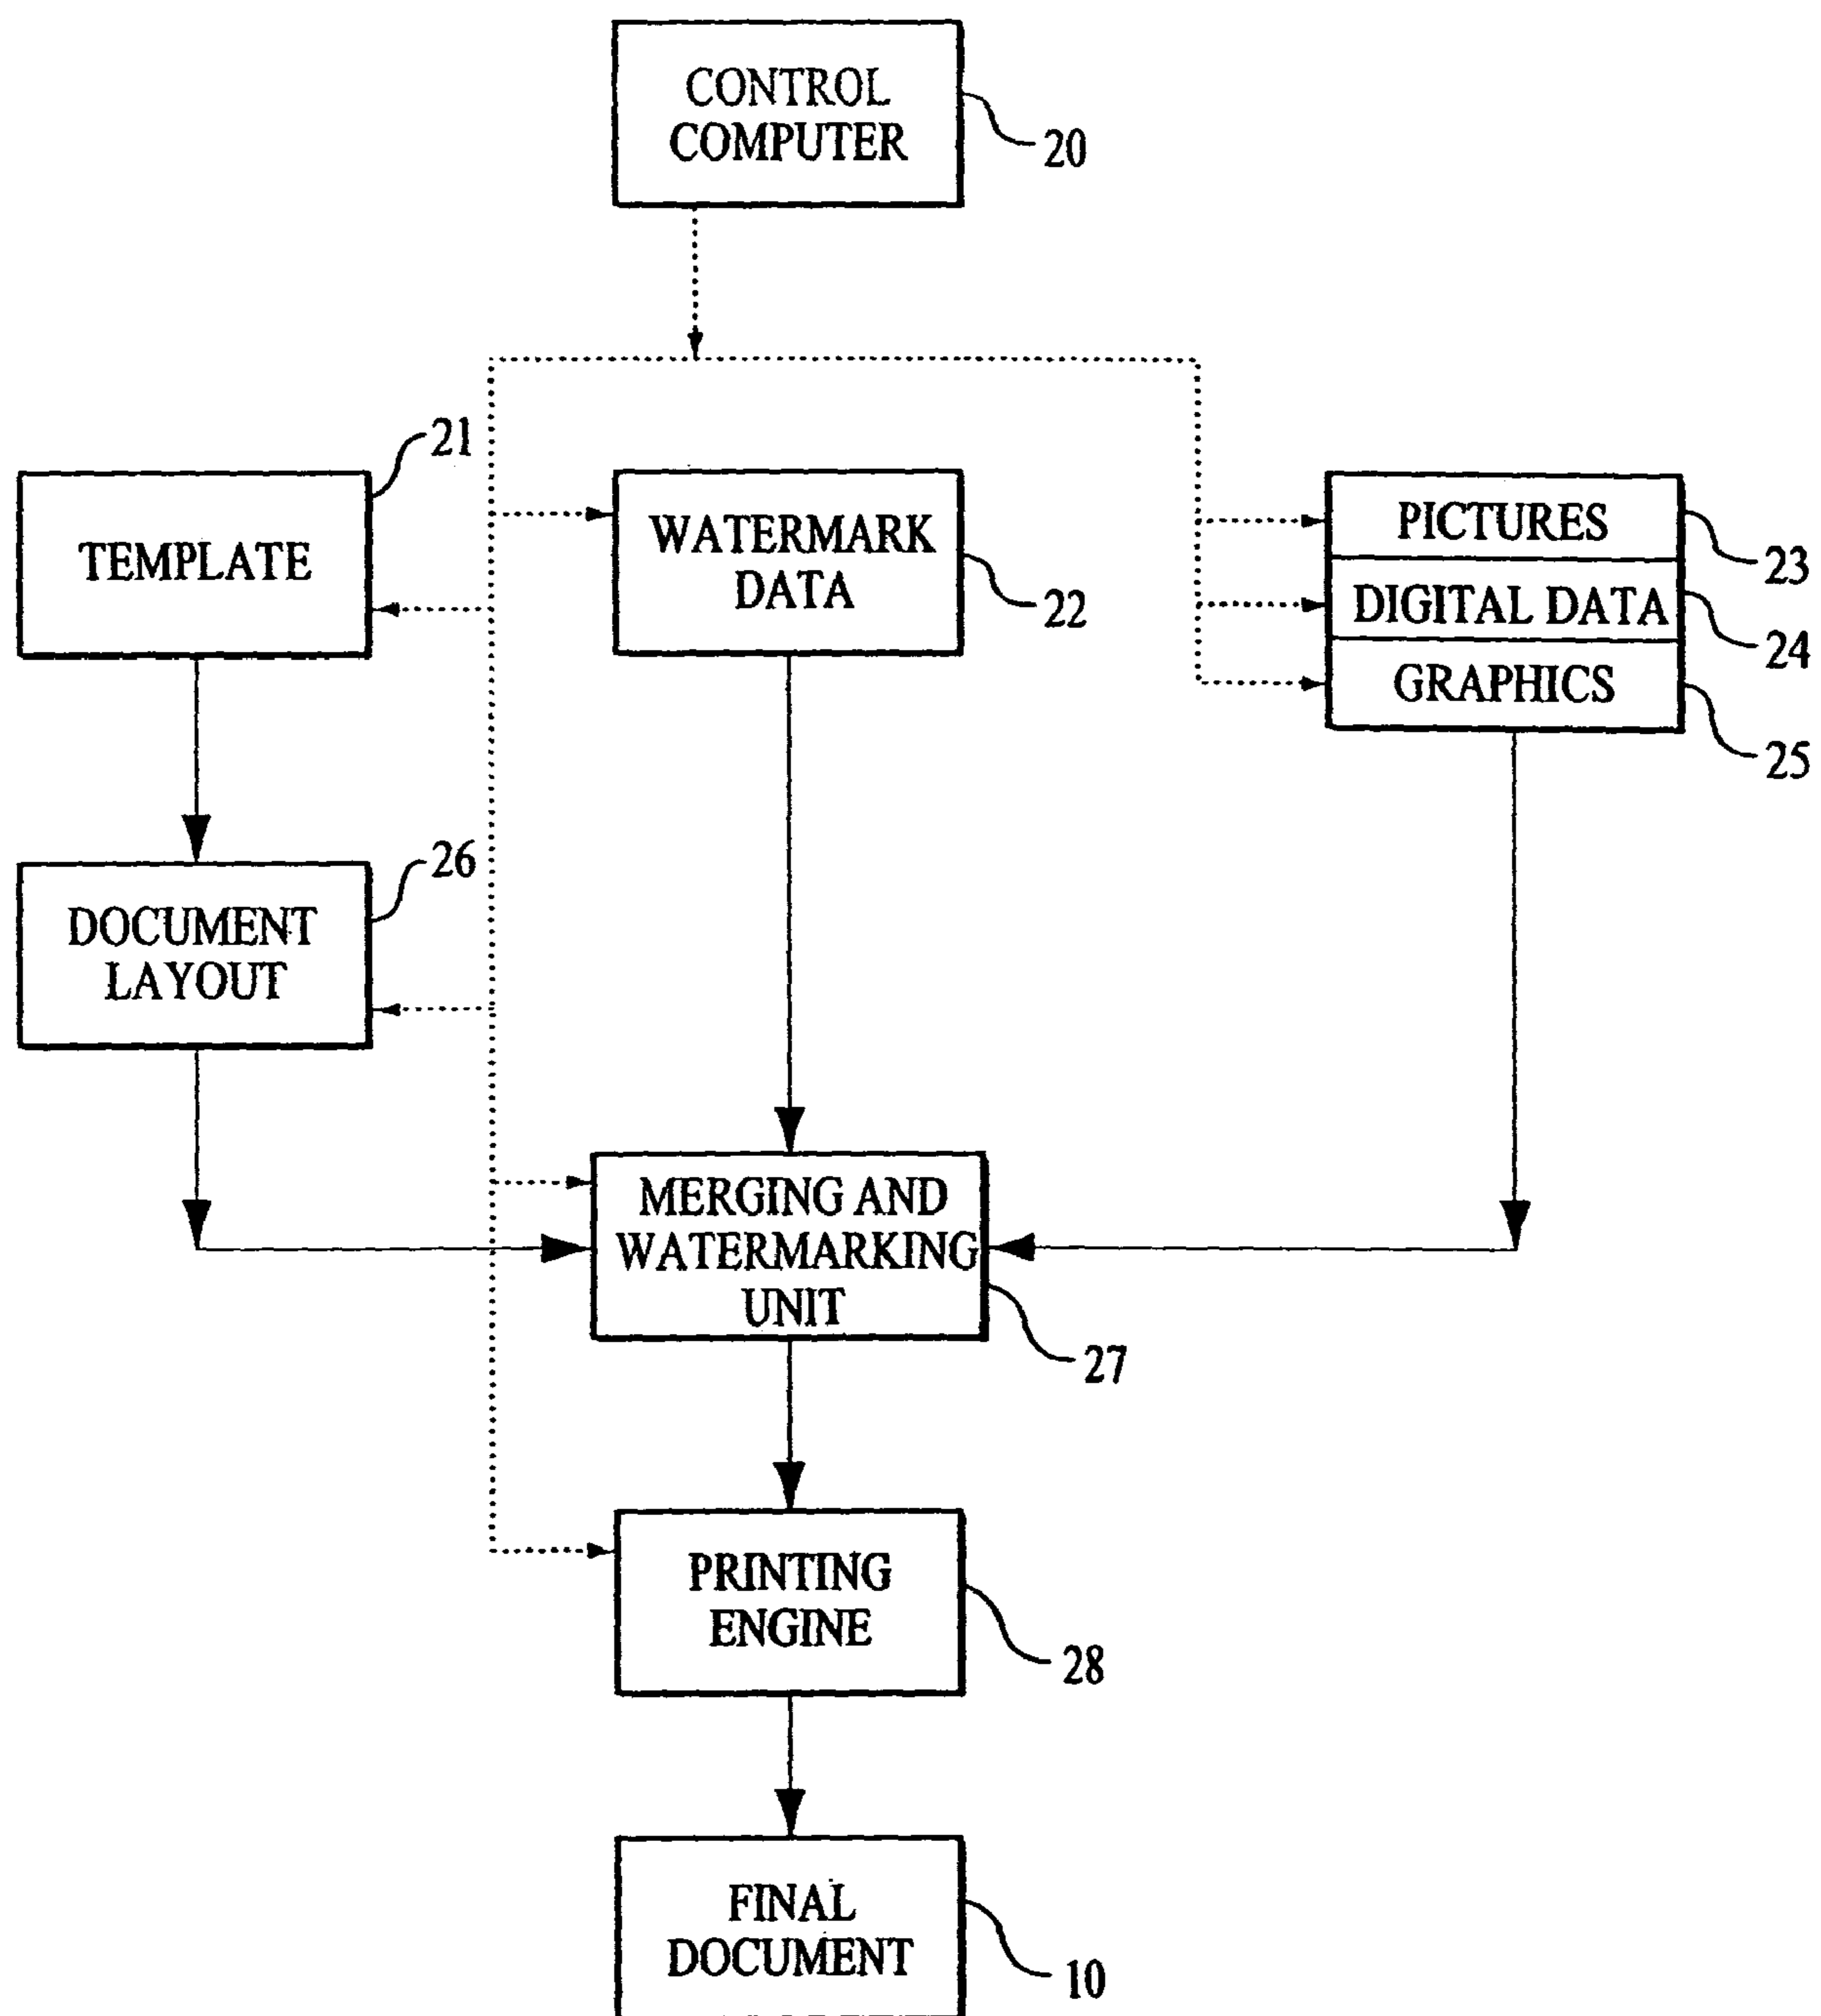 CONTROL
COMPUTER
20
21
TEMPLATE
WATERMARK
DATA
22
PICTURES
23
DIGITAL DATA
24
GRAPHICS
25
26
DOCUMENT
LAYOUT
MERGING AND
WATERMARKING
UNIT
27
PRINTING
ENGINE
28
FINAL
DOCUMENT
10